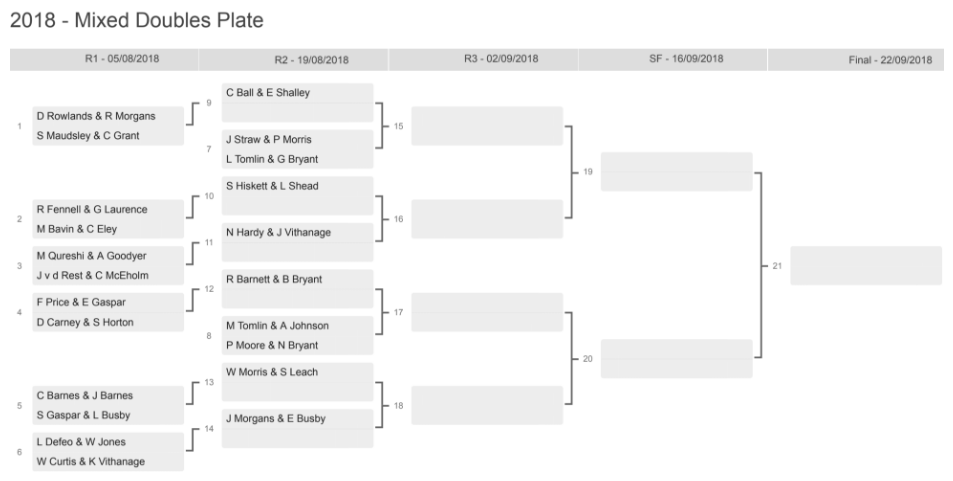 2018 - Mixed Doubles Plate
R1 - 05/08/2018
R2 - 19/08/2018
R3 - 02/09/2018
SF - 16/09/2018
Final - 22/09/2018
1
D Rowlands & R Morgans
S Maudsley & C Grant
2
R Fennell & G Laurence
M Bavin & C Eley
3
M Qureshi & A Goodyer
J v d Rest & C McEholm
4
F Price & E Gaspar
D Carney & S Horton
5
C Barnes & J Barnes
S Gaspar & L Busby
6
L Defeo & W Jones
W Curtis & K Vithanage
9
C Ball & E Shalley
7
J Straw & P Morris
L Tomlin & G Bryant
10
S Hiskett & L Shead
11
N Hardy & J Vithanage
12
R Barnett & B Bryant
8
M Tomlin & A Johnson
P Moore & N Bryant
13
W Morris & S Leach
14
J Morgans & E Busby
15
16
17
18
19
20
21